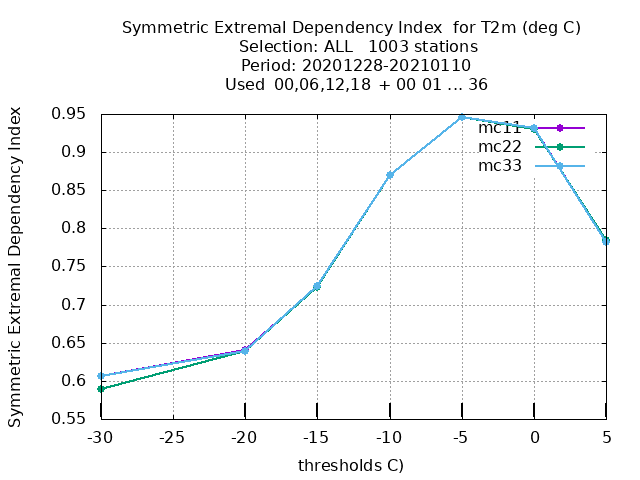 Symmetric Extremal Dependency Index  for T2m (deg C)
Selection: ALL   1003 stations
Period: 20201228-20210110
Used  00,06,12,18  + 00 01 ... 36
Symmetric Extremal Dependency Index
0.95
0.9
0.85
0.8
0.75
0.7
0.65
0.6
0.55
mc11
mc22
mc33
-30 -25 -20 -15 -10 -5 0 5
thresholds C)